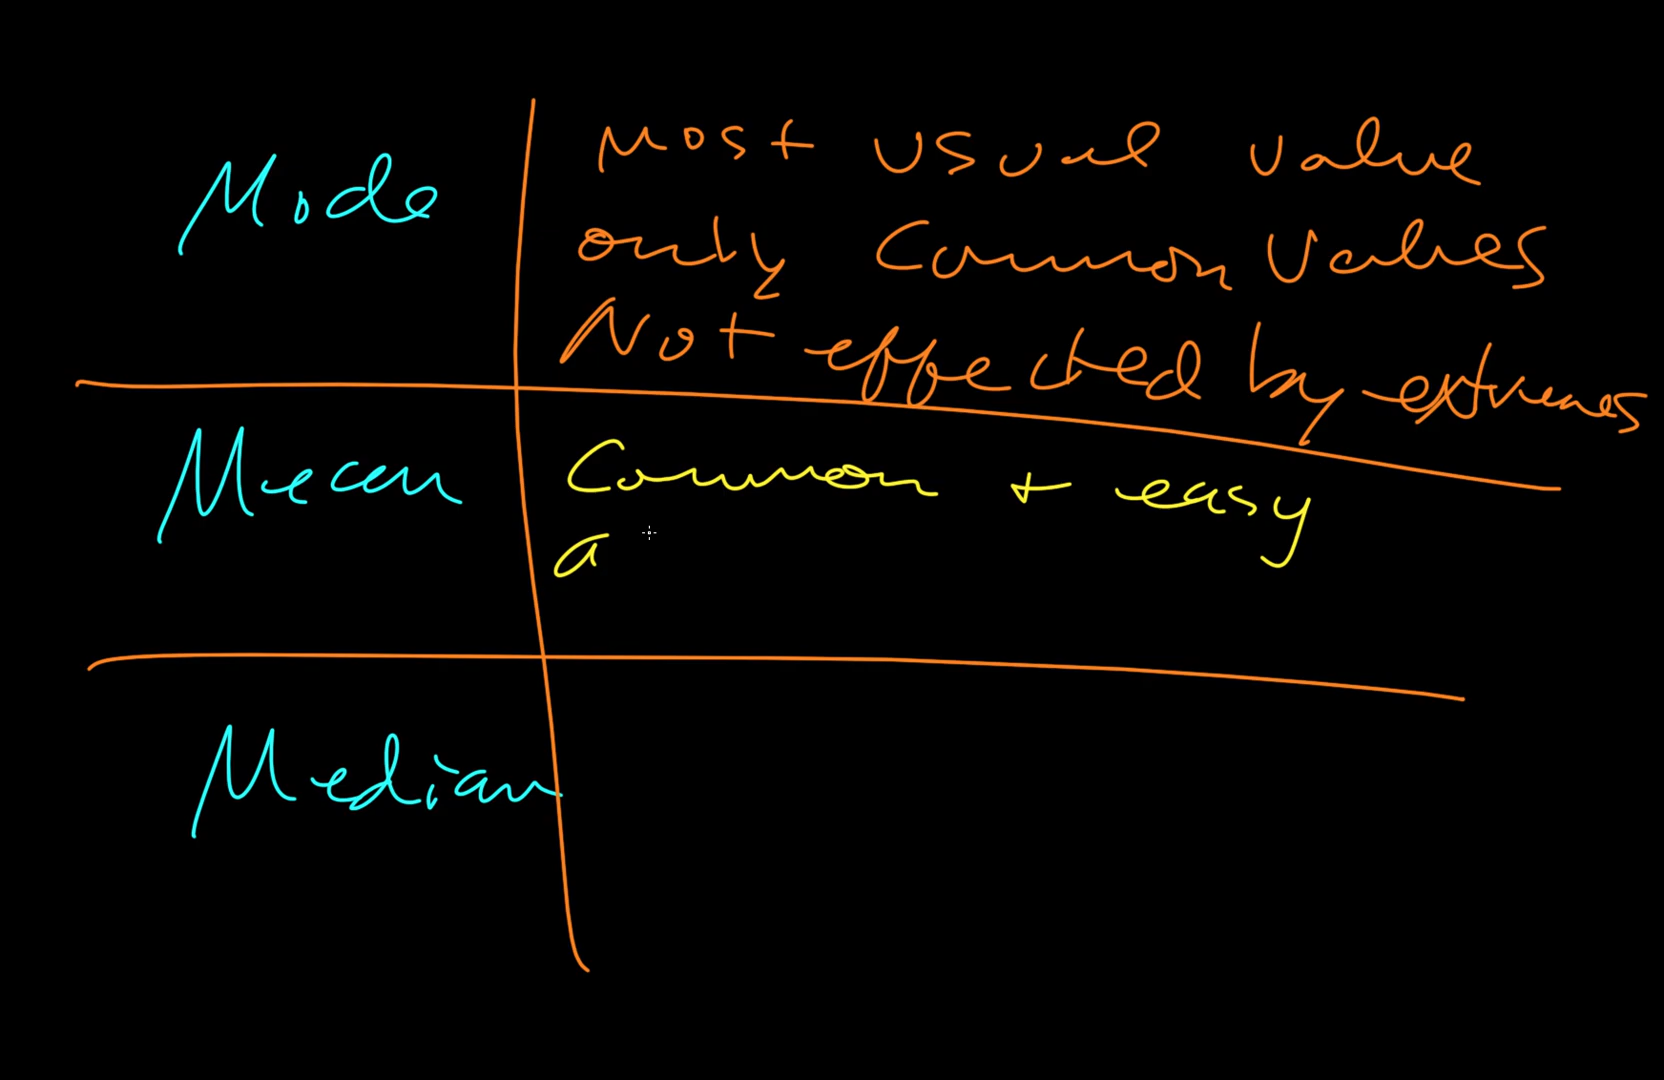 Mode
Most usual value
only Common Values
Not effected by extremes
Mean
Common + easy
a
Median